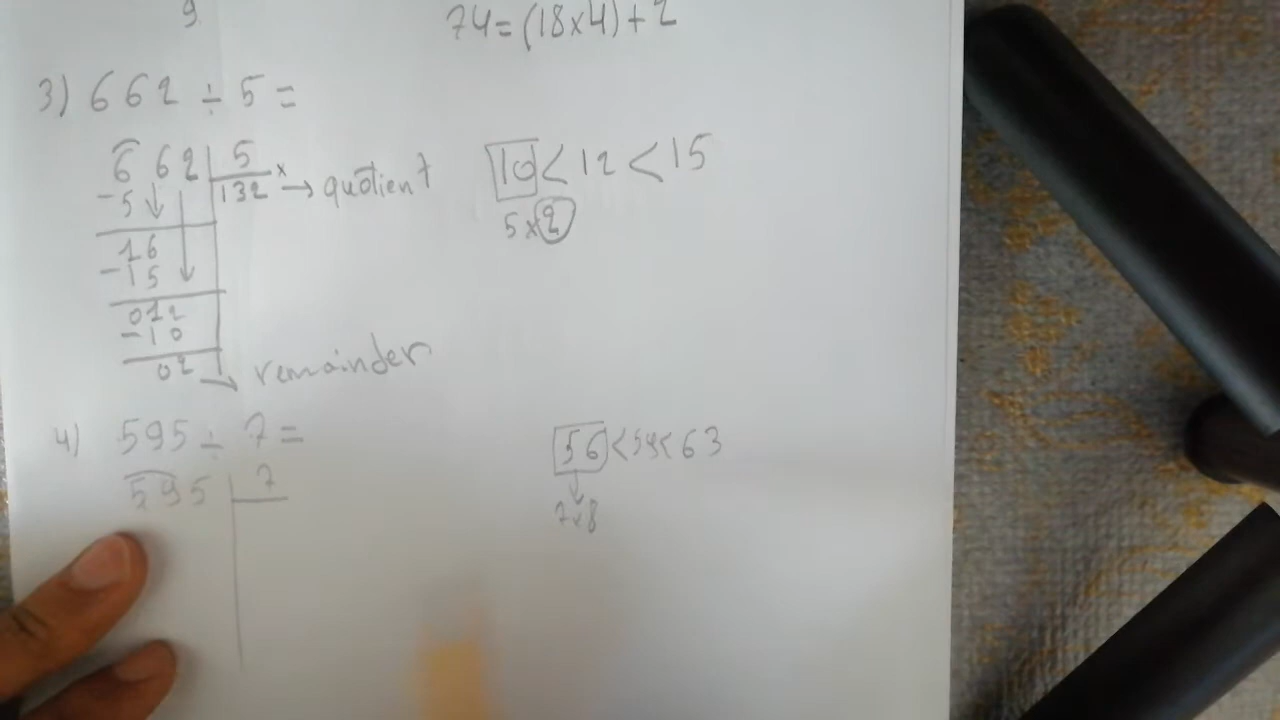 9
74=(18x4)+2
3) 662 ÷ 5 =
662 5
-5 132 x → quotient
10 < 12 < 15
5x2
16
-15
012
-10
02 → remainder
4) 595 ÷ 7 =
595 7
56 < 59 < 63
7x8